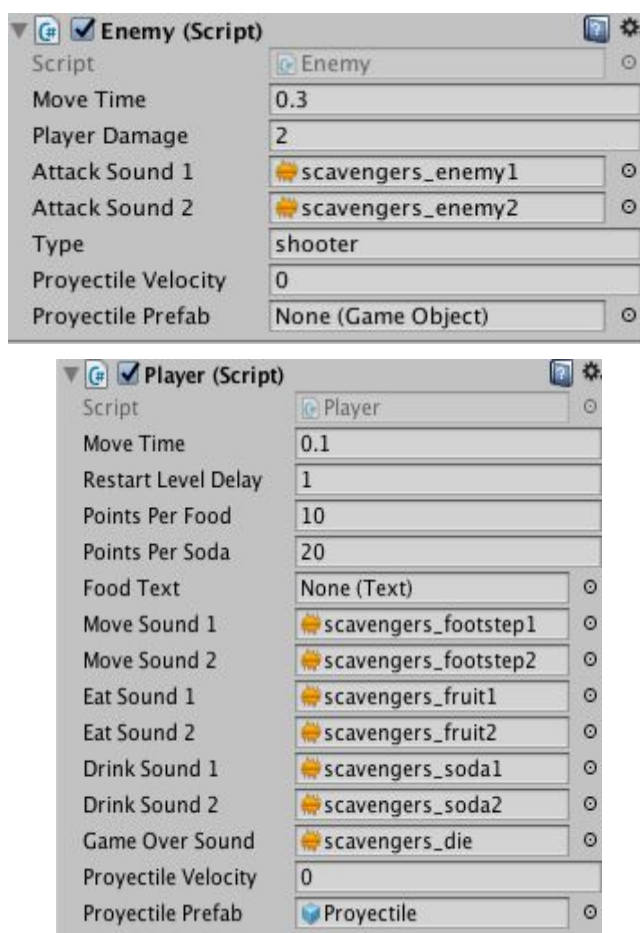 Enemy (Script)
Script Enemy
Move Time 0.3
Player Damage 2
Attack Sound 1 scavengers_enemy1
Attack Sound 2 scavengers_enemy2
Type shooter
Proyectile Velocity 0
Proyectile Prefab None (Game Object)
Player (Script)
Script Player
Move Time 0.1
Restart Level Delay 1
Points Per Food 10
Points Per Soda 20
Food Text None (Text)
Move Sound 1 scavengers_footstep1
Move Sound 2 scavengers_footstep2
Eat Sound 1 scavengers_fruit1
Eat Sound 2 scavengers_fruit2
Drink Sound 1 scavengers_soda1
Drink Sound 2 scavengers_soda2
Game Over Sound scavengers_die
Proyectile Velocity 0
Proyectile Prefab Proyectile